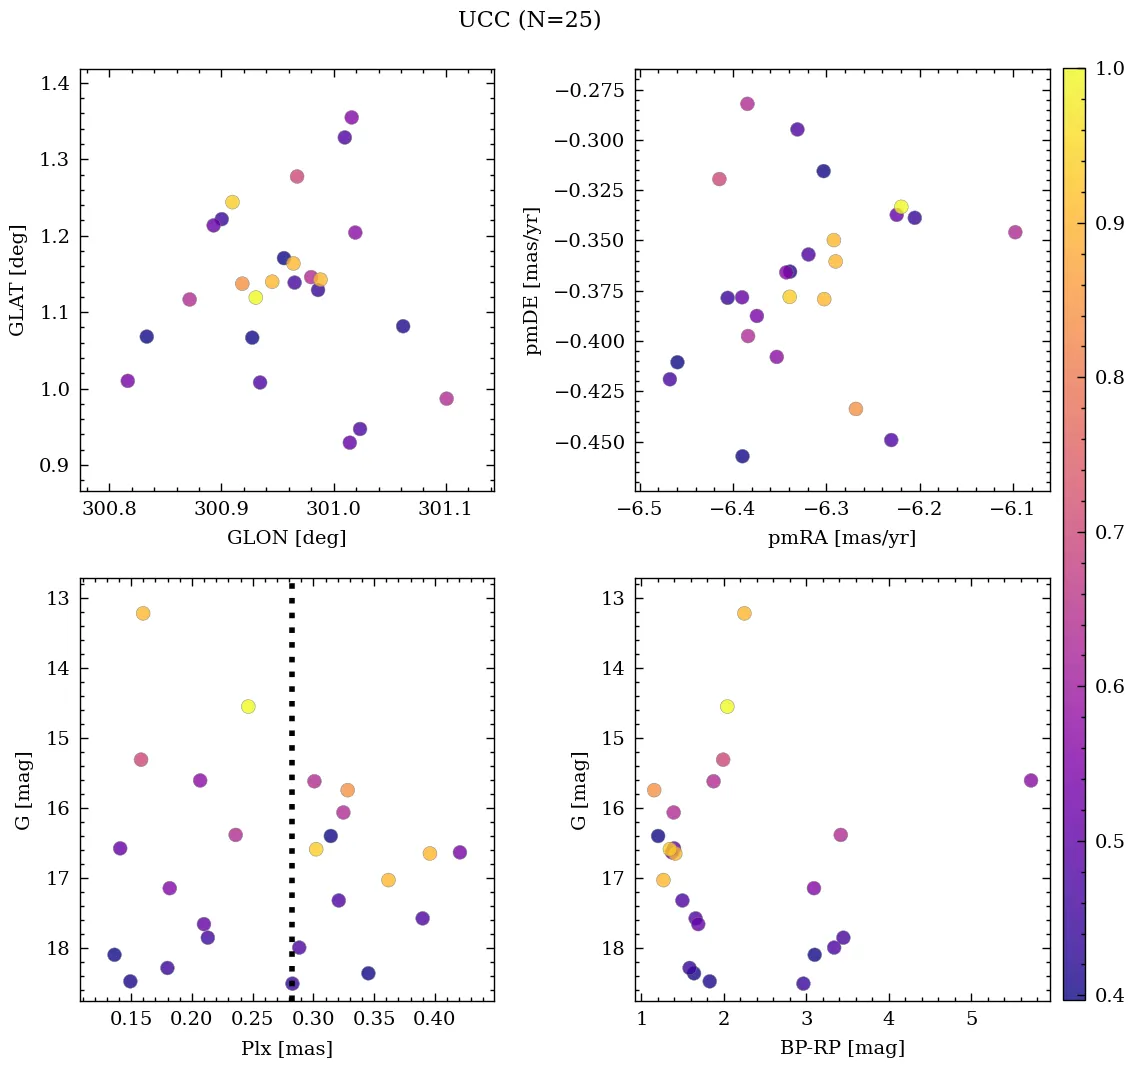 UCC (N=25)
1.4
1.3
1.2
1.1
1.0
0.9
GLAT [deg]
300.8 300.9 301.0 301.1
GLON [deg]
−0.275
−0.300
−0.325
−0.350
−0.375
−0.400
−0.425
−0.450
pmDE [mas/yr]
−6.5 −6.4 −6.3 −6.2 −6.1
pmRA [mas/yr]
13
14
15
16
17
18
G [mag]
0.15 0.20 0.25 0.30 0.35 0.40
Plx [mas]
13
14
15
16
17
18
G [mag]
1 2 3 4 5
BP-RP [mag]
1.0
0.9
0.8
0.7
0.6
0.5
0.4